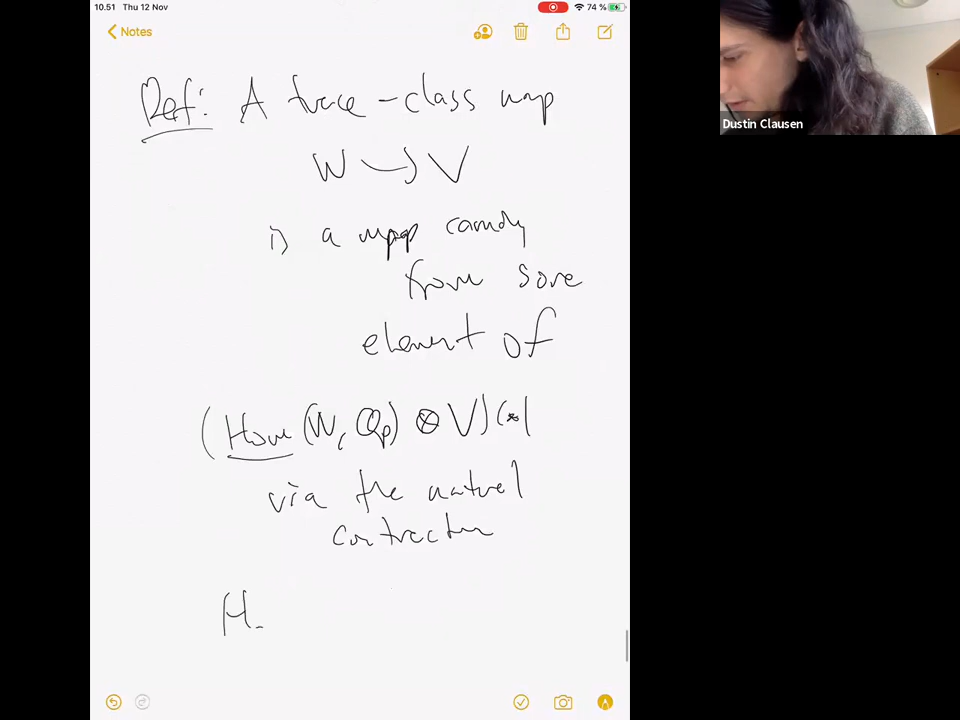 10.51 Thu 12 Nov
74 %
Notes
Dustin Clausen
Def: A trace-class map
W → V
is a map coming
from some
element of
(Hom (W, Qp) ⊗ V)(*)
via the natural
contraction
H